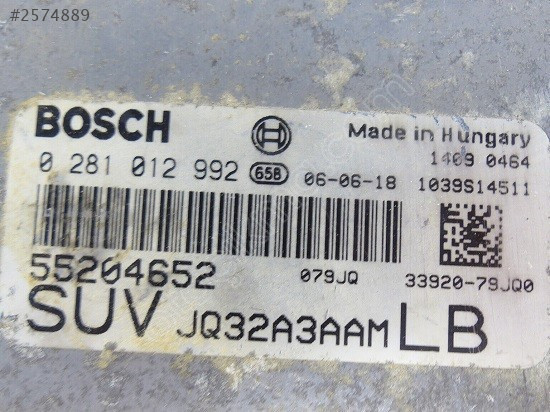 #2574889
BOSCH
Made in Hungary
1469 0464
0 281 012 992 658 06-06-18 1039S14511
55204652 079JQ 33920-79JQ0
SUV JQ32A3AAM LB